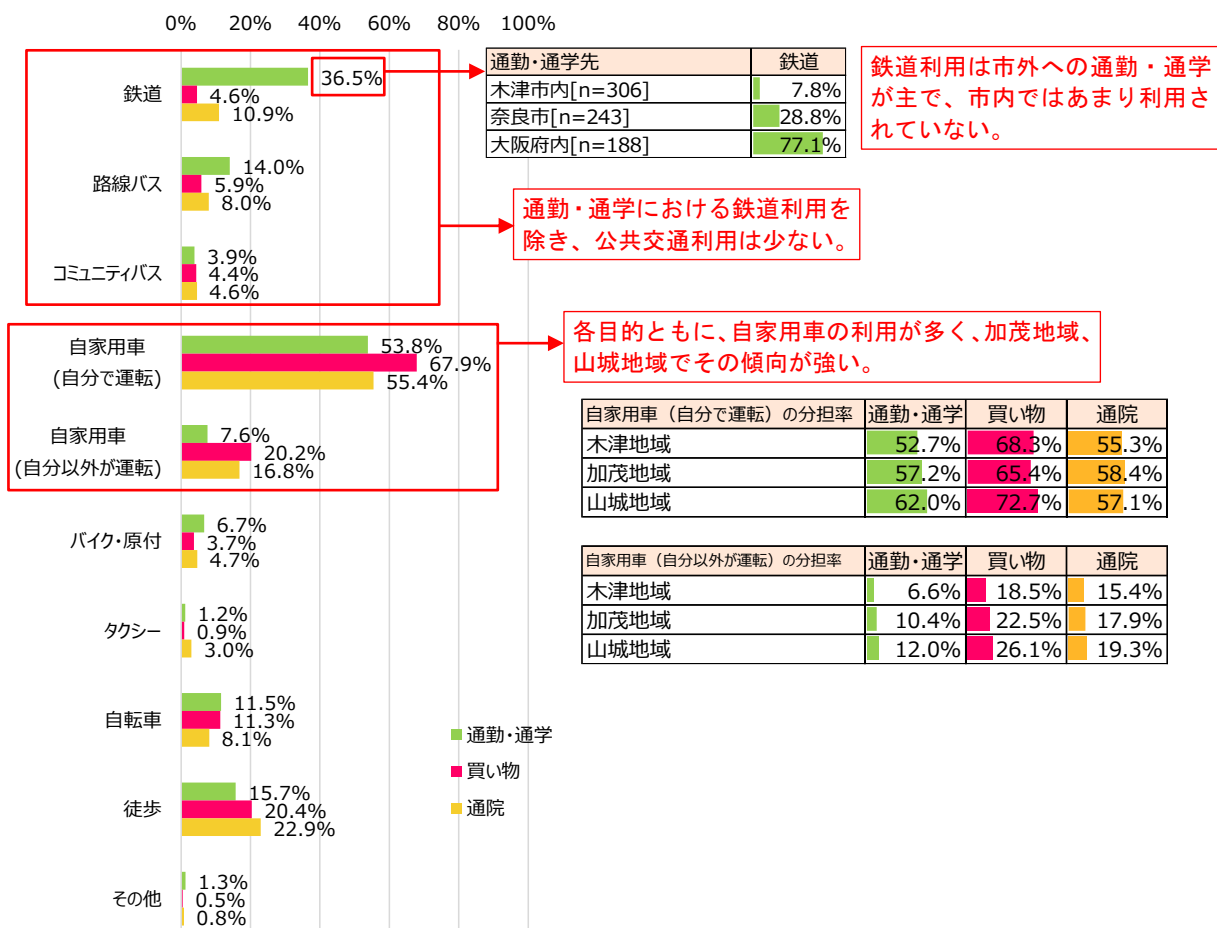 0% 20% 40% 60% 80% 100%
鉄道
36.5%
4.6%
10.9%
路線バス
14.0%
5.9%
8.0%
コミュニティバス
3.9%
4.4%
4.6%
自家用車
(自分で運転)
53.8%
67.9%
55.4%
自家用車
(自分以外が運転)
7.6%
20.2%
16.8%
バイク・原付
6.7%
3.7%
4.7%
タクシー
1.2%
0.9%
3.0%
自転車
11.5%
11.3%
8.1%
徒歩
15.7%
20.4%
22.9%
その他
1.3%
0.5%
0.8%
通勤・通学
買い物
通院
通勤・通学先 鉄道
木津市内[n=306] 7.8%
奈良市[n=243] 28.8%
大阪府内[n=188] 77.1%
鉄道利用は市外への通勤・通学
が主で、市内ではあまり利用さ
れていない。
通勤・通学における鉄道利用を
除き、公共交通利用は少ない。
各目的ともに、自家用車の利用が多く、加茂地域、
山城地域でその傾向が強い。
自家用車（自分で運転）の分担率 通勤・通学 買い物 通院
木津地域 52.7% 68.3% 55.3%
加茂地域 57.2% 65.4% 58.4%
山城地域 62.0% 72.7% 57.1%
自家用車（自分以外が運転）の分担率 通勤・通学 買い物 通院
木津地域 6.6% 18.5% 15.4%
加茂地域 10.4% 22.5% 17.9%
山城地域 12.0% 26.1% 19.3%